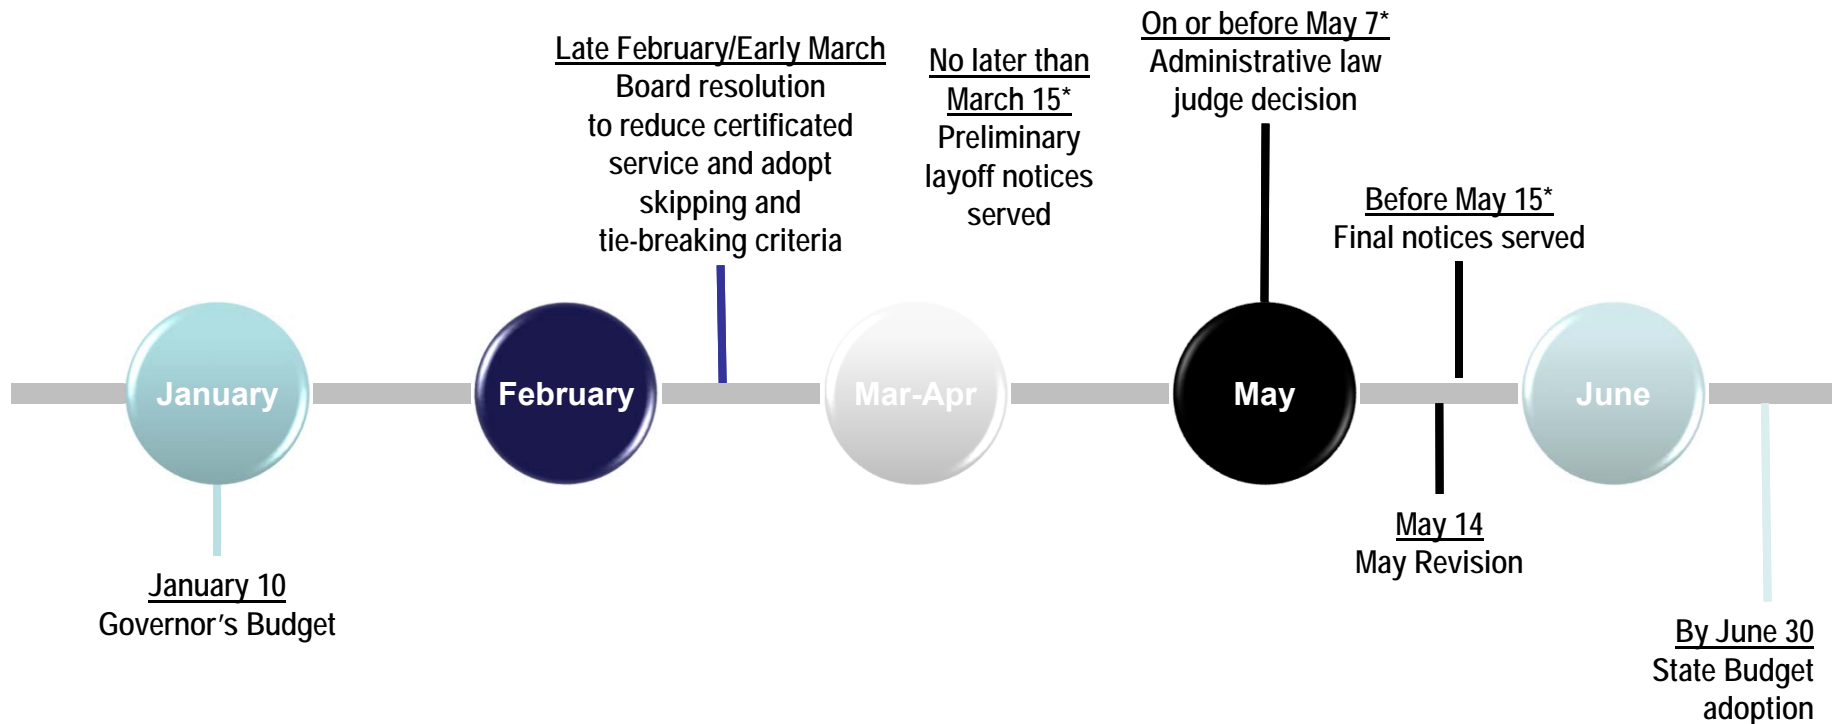 Late February/Early March
Board resolution
to reduce certificated
service and adopt
skipping and
tie-breaking criteria
No later than
March 15*
Preliminary
layoff notices
served
On or before May 7*
Administrative law
judge decision
Before May 15*
Final notices served
January
February
Mar-Apr
May
June
January 10
Governor’s Budget
May 14
May Revision
By June 30
State Budget
adoption